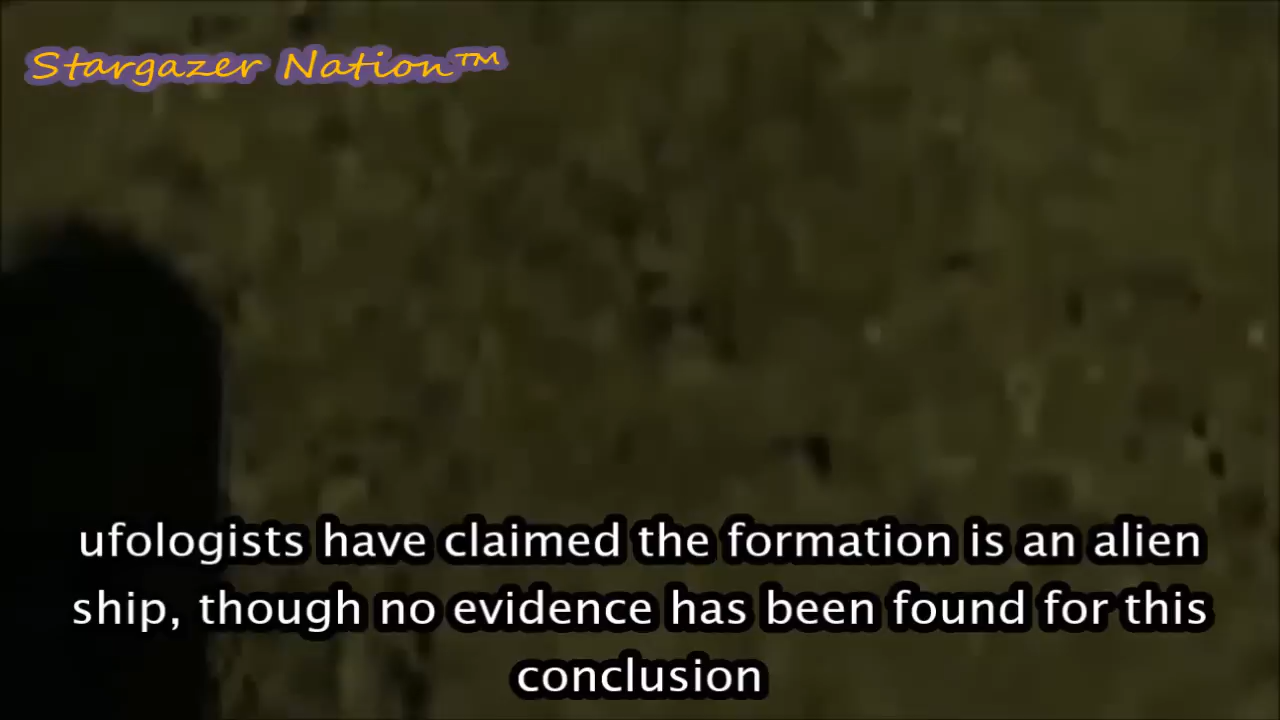 Stargazer Nation™
ufologists have claimed the formation is an alien
ship, though no evidence has been found for this
conclusion